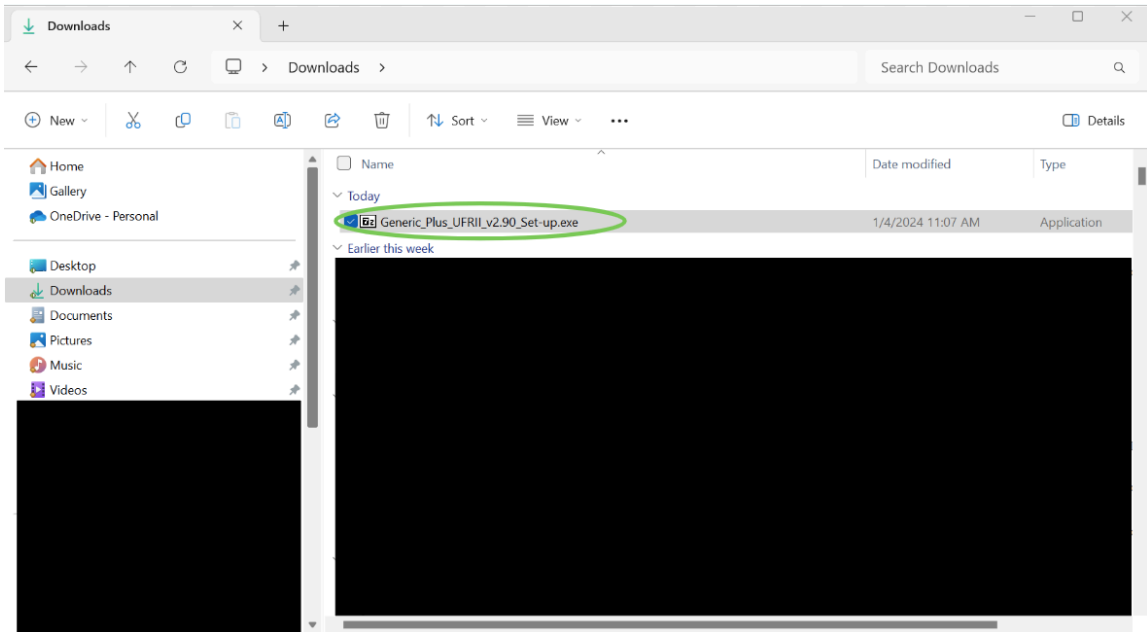 Downloads
Downloads
Search Downloads
New
Sort
View
Details
Home
Gallery
OneDrive - Personal
Desktop
Downloads
Documents
Pictures
Music
Videos
Name
Date modified
Type
Today
Generic_Plus_UFRII_v2.90_Set-up.exe
1/4/2024 11:07 AM
Application
Earlier this week